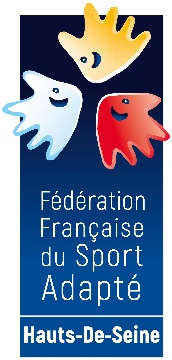 Fédération
Française
du Sport
Adapté
Hauts-De-Seine